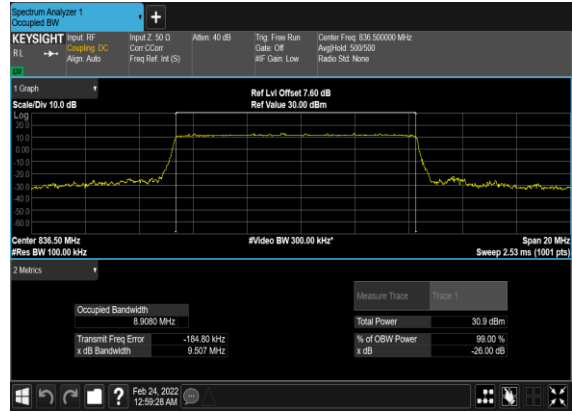 Spectrum Analyzer 1
Occupied BW
+
KEYSIGHT Input: RF Input Z: 50 Ω Atten: 40 dB Trig: Free Run Center Freq: 836.500000 MHz
RL Coupling: DC Corr CCorr Gate: Off Avg|Hold: 500/500
Align: Auto Freq Ref: Int (S) #IF Gain: Low Radio Std: None
1 Graph Ref Lvl Offset 7.60 dB
Scale/Div 10.0 dB Ref Value 30.00 dBm
Log
20.0
10.0
0.00
-10.0
-20.0
-30.0
-40.0
-50.0
-60.0
Center 836.50 MHz #Video BW 300.00 kHz* Span 20 MHz
#Res BW 100.00 kHz Sweep 2.53 ms (1001 pts)
2 Metrics
Measure Trace Trace 1
Occupied Bandwidth
8.9080 MHz Total Power 30.9 dBm
Transmit Freq Error -184.80 kHz % of OBW Power 99.00 %
x dB Bandwidth 9.507 MHz x dB -26.00 dB
? Feb 24, 2022
12:59:28 AM